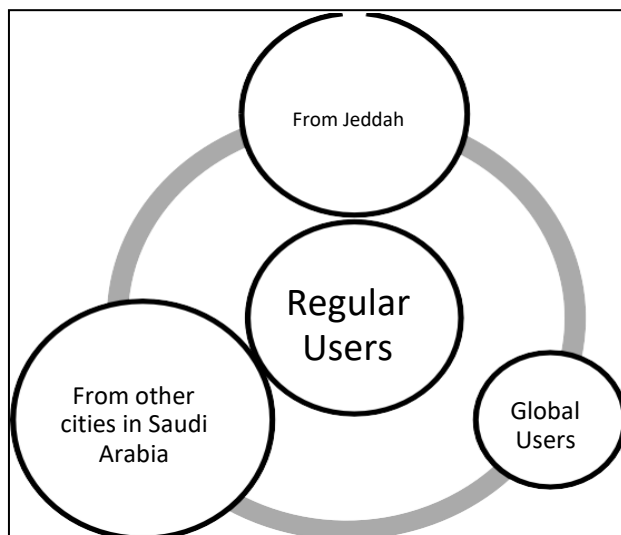 From Jeddah
Regular
Users
From other
cities in Saudi
Arabia
Global
Users